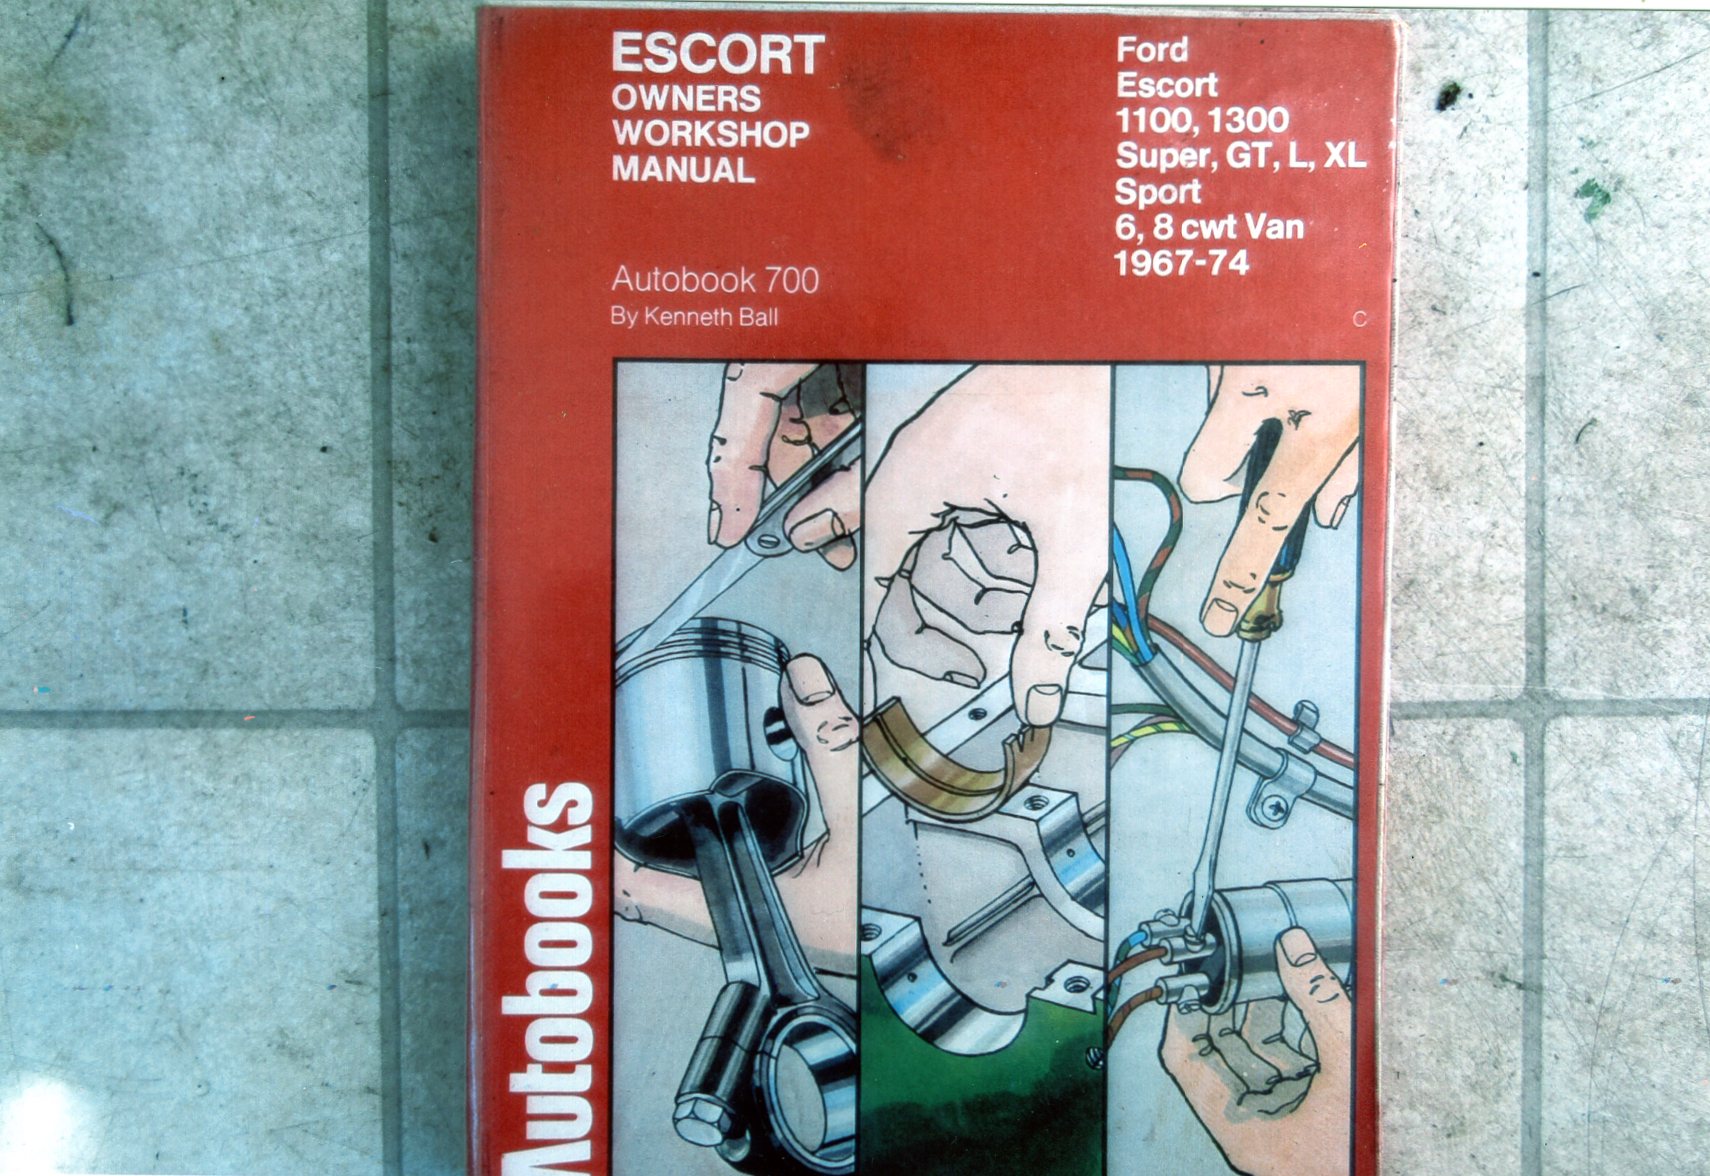 ESCORT
OWNERS
WORKSHOP
MANUAL
Autobook 700
By Kenneth Ball
Ford
Escort
1100, 1300
Super, GT, L, XL
Sport
6, 8 cwt Van
1967-74
C
Autobooks